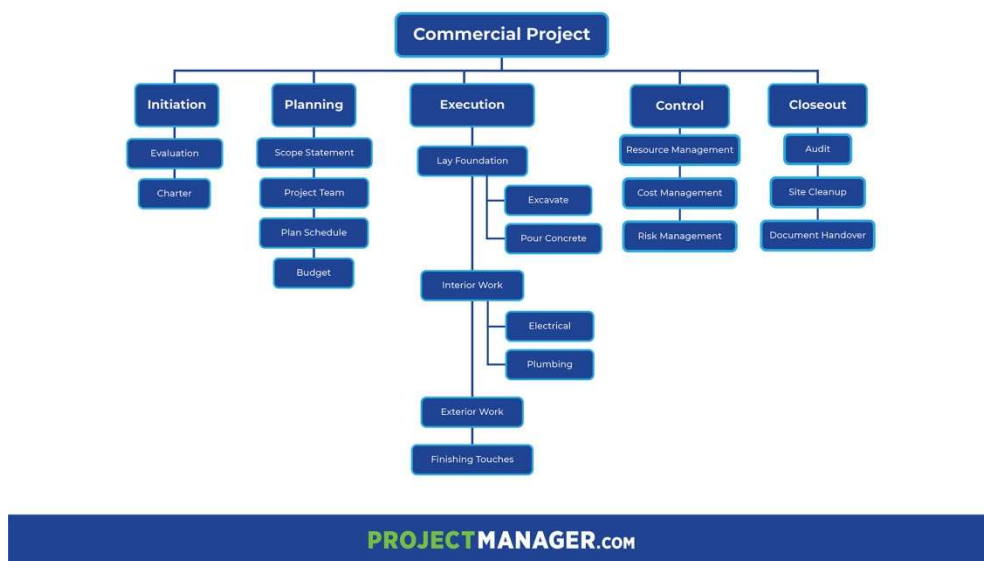 Commercial Project
Initiation
Evaluation
Charter
Planning
Scope Statement
Project Team
Plan Schedule
Budget
Execution
Lay Foundation
Excavate
Pour Concrete
Interior Work
Electrical
Plumbing
Exterior Work
Finishing Touches
Control
Resource Management
Cost Management
Risk Management
Closeout
Audit
Site Cleanup
Document Handover
PROJECTMANAGER.COM